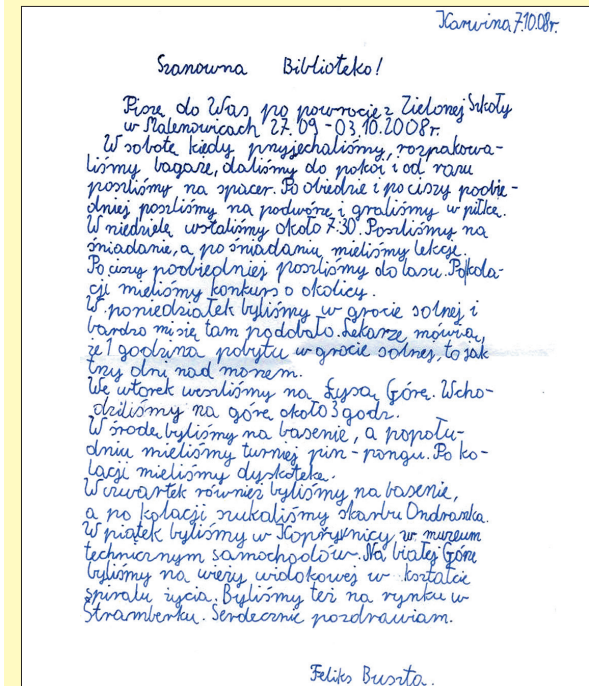 Karwina 7.10.08r.
Szanowna Biblioteko!
Piszę do Was po powrocie z Zielonej Szkoły
w Malenowicach 27.09 - 03.10.2008r.
W sobotę kiedy przyjechaliśmy, rozpakowa-
liśmy bagaże, daliśmy do pokoi i od razu
poszliśmy na spacer. Po obiedzie i po ciszy poobie-
dniej poszliśmy na podwórze i graliśmy w piłkę.
W niedzielę wstaliśmy około 7:30. Poszliśmy na
śniadanie, a po śniadaniu mieliśmy lekcje.
Po ciszy poobiedniej poszliśmy do lasu. Po kola-
cji mieliśmy konkurs o okolicy.
W poniedziałek byliśmy w grocie solnej i
bardzo mi się tam podobało. Lekarze mówią,
że 1 godzina pobytu w grocie solnej, to jak
trzy dni nad morzem.
We wtorek weszliśmy na Łysą Górę. Wcho-
dziliśmy na górę około 3 godz.
W środę byliśmy na basenie, a popołu-
dniu mieliśmy turniej pin-pongu. Po ko-
lacji mieliśmy dyskotekę.
W czwartek również byliśmy na basenie,
a po kolacji szukaliśmy skarbu Ondraszka.
W piątek byliśmy w Kopřywnicy w muzeum
technicznym samochodów. Na białej Górze
byliśmy na wieży widokowej w kształcie
spirału życia. Byliśmy też na rynku w
Štramberku. Serdecznie pozdrawiam.
Feliks Buszta.